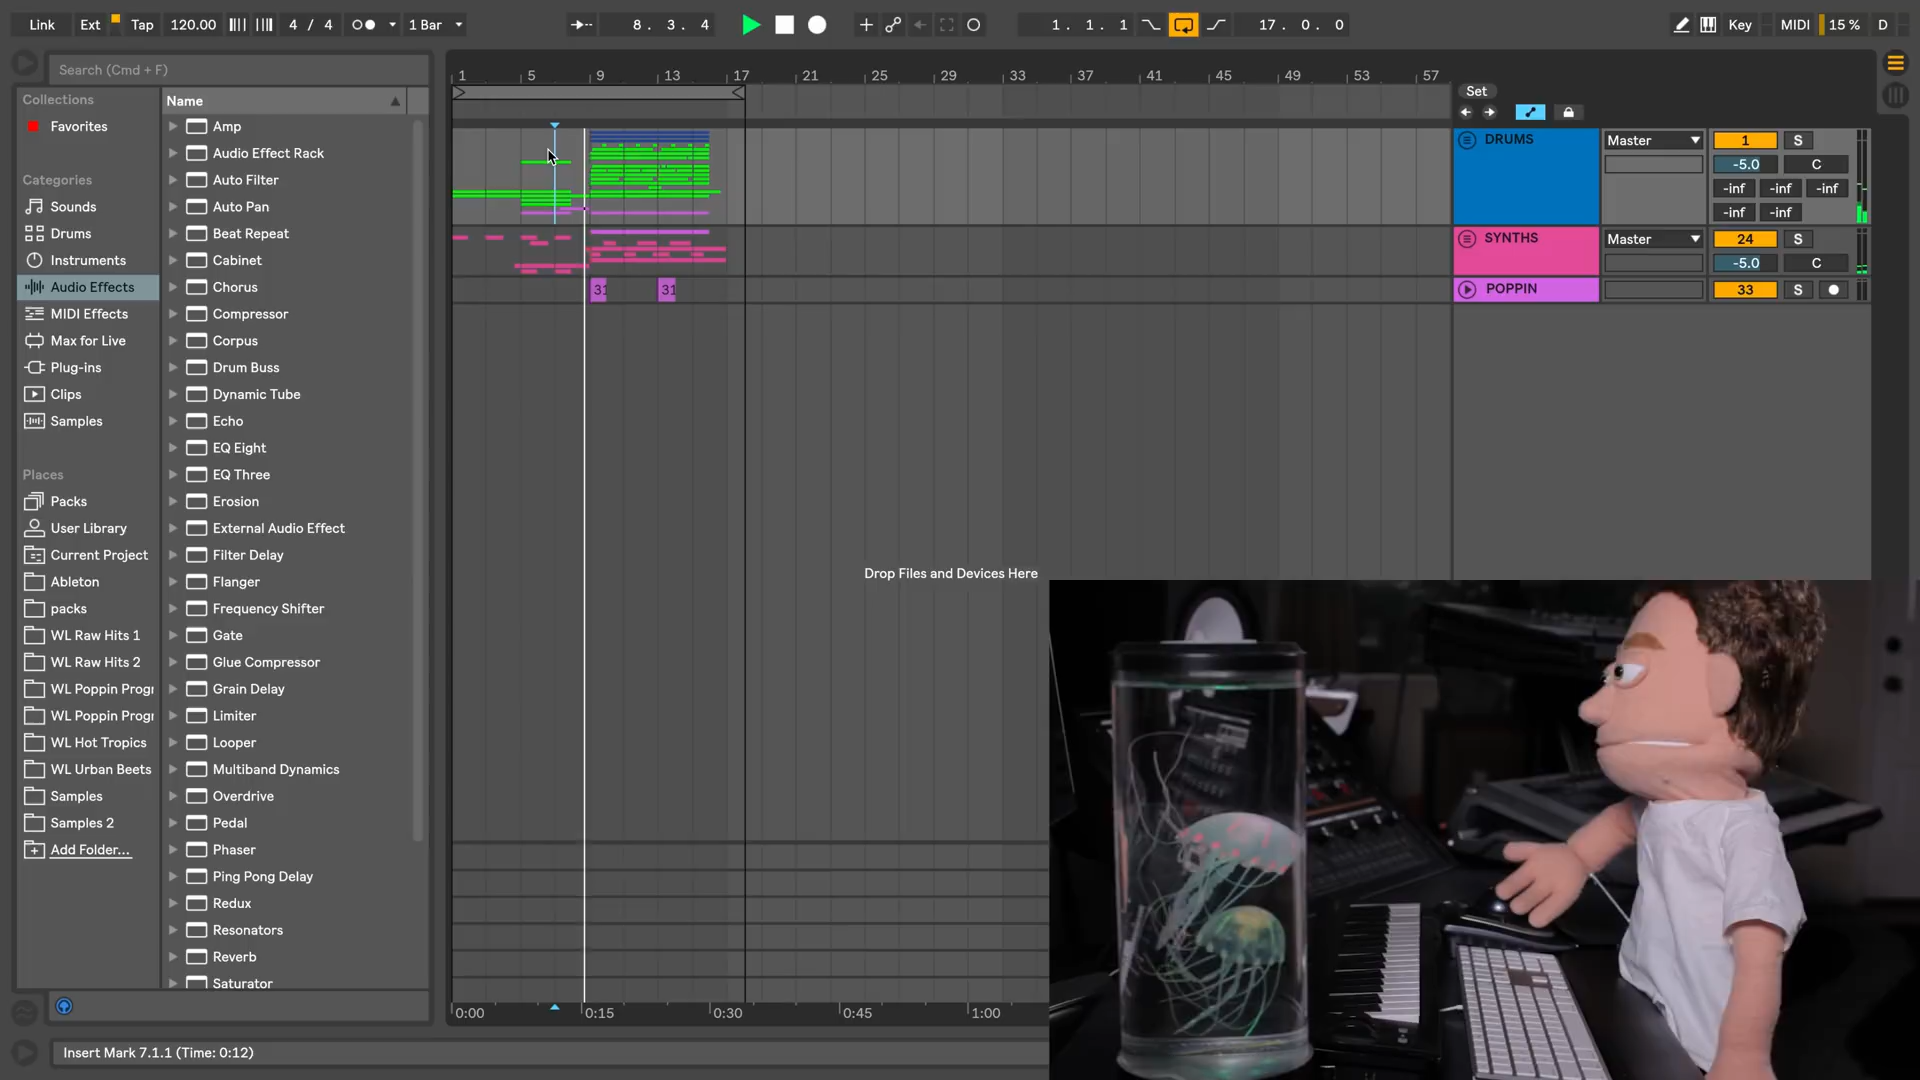 Link Ext Tap 120.00 4 / 4 1 Bar 8. 3. 4 1. 1. 1 17. 0. 0 Key MIDI 15 % D
Search (Cmd + F)
Collections
Favorites
Categories
Sounds
Drums
Instruments
Audio Effects
MIDI Effects
Max for Live
Plug-ins
Clips
Samples
Places
Packs
User Library
Current Project
Ableton
packs
WL Raw Hits 1
WL Raw Hits 2
WL Poppin Progr
WL Poppin Progr
WL Hot Tropics
WL Urban Beets
Samples
Samples 2
Add Folder...
Name
Amp
Audio Effect Rack
Auto Filter
Auto Pan
Beat Repeat
Cabinet
Chorus
Compressor
Corpus
Drum Buss
Dynamic Tube
Echo
EQ Eight
EQ Three
Erosion
External Audio Effect
Filter Delay
Flanger
Frequency Shifter
Gate
Glue Compressor
Grain Delay
Limiter
Looper
Multiband Dynamics
Overdrive
Pedal
Phaser
Ping Pong Delay
Redux
Resonators
Reverb
Saturator
1 5 9 13 17 21 25 29 33 37 41 45 49 53 57
Set
DRUMS Master 1 S
-5.0 C
-inf -inf -inf
-inf -inf
SYNTHS Master 24 S
-5.0 C
31 31
POPPIN 33 S
Drop Files and Devices Here
0:00 0:15 0:30 0:45 1:00
Insert Mark 7.1.1 (Time: 0:12)